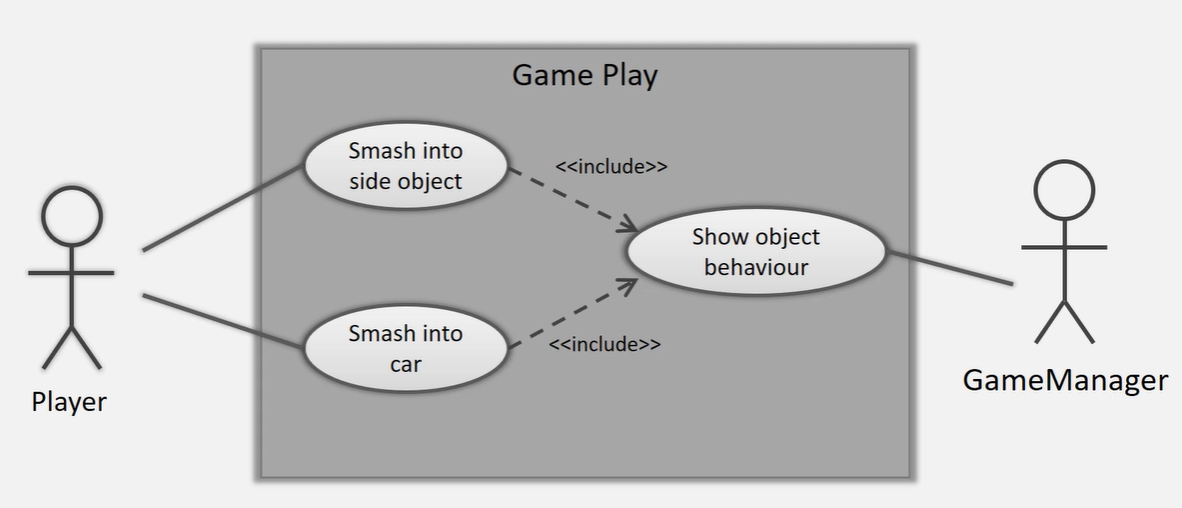 Game Play
Smash into
side object
<<include>>
Show object
behaviour
Smash into
car
<<include>>
Player
GameManager